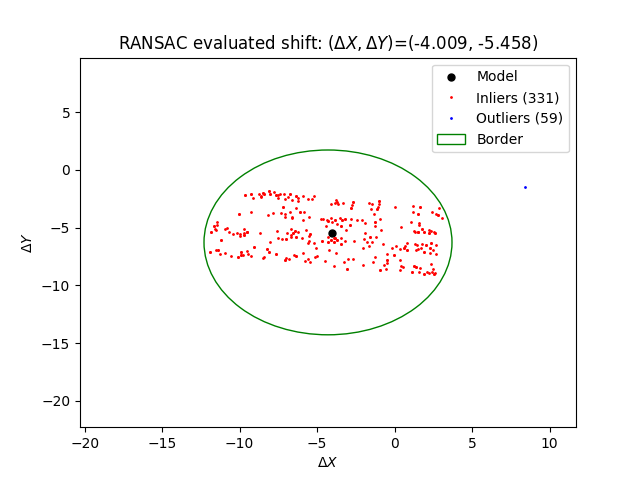 RANSAC evaluated shift: (ΔX, ΔY)=(-4.009, -5.458)
Model
Inliers (331)
Outliers (59)
Border
5
0
−5
−10
−15
−20
ΔY
−20 −15 −10 −5 0 5 10
ΔX